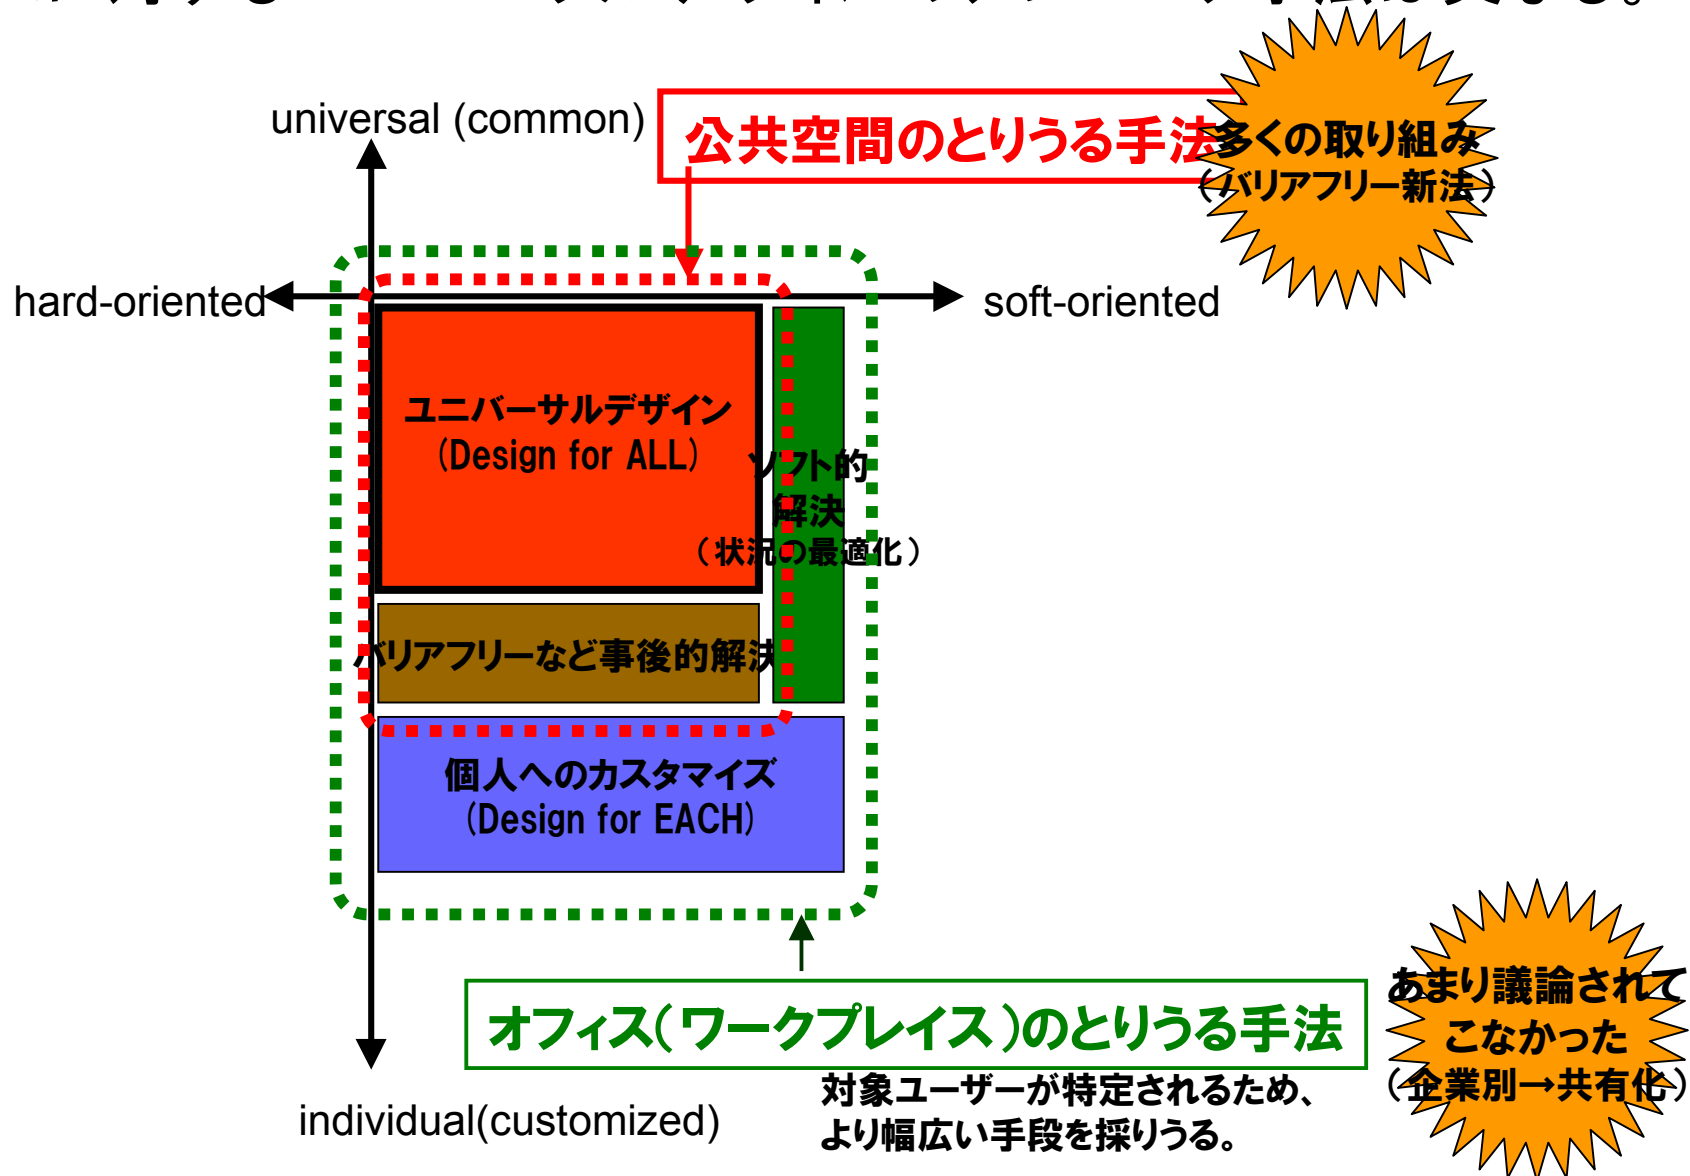 universal (common)
公共空間のとりうる手法
多くの取り組み
（バリアフリー新法）
hard-oriented
soft-oriented
ユニバーサルデザイン
(Design for ALL)
ソフト的
解決
（状況の最適化）
バリアフリーなど事後的解決
個人へのカスタマイズ
(Design for EACH)
オフィス(ワークプレイス)のとりうる手法
あまり議論されて
こなかった
（企業別→共有化）
対象ユーザーが特定されるため、
より幅広い手段を採りうる。
individual(customized)